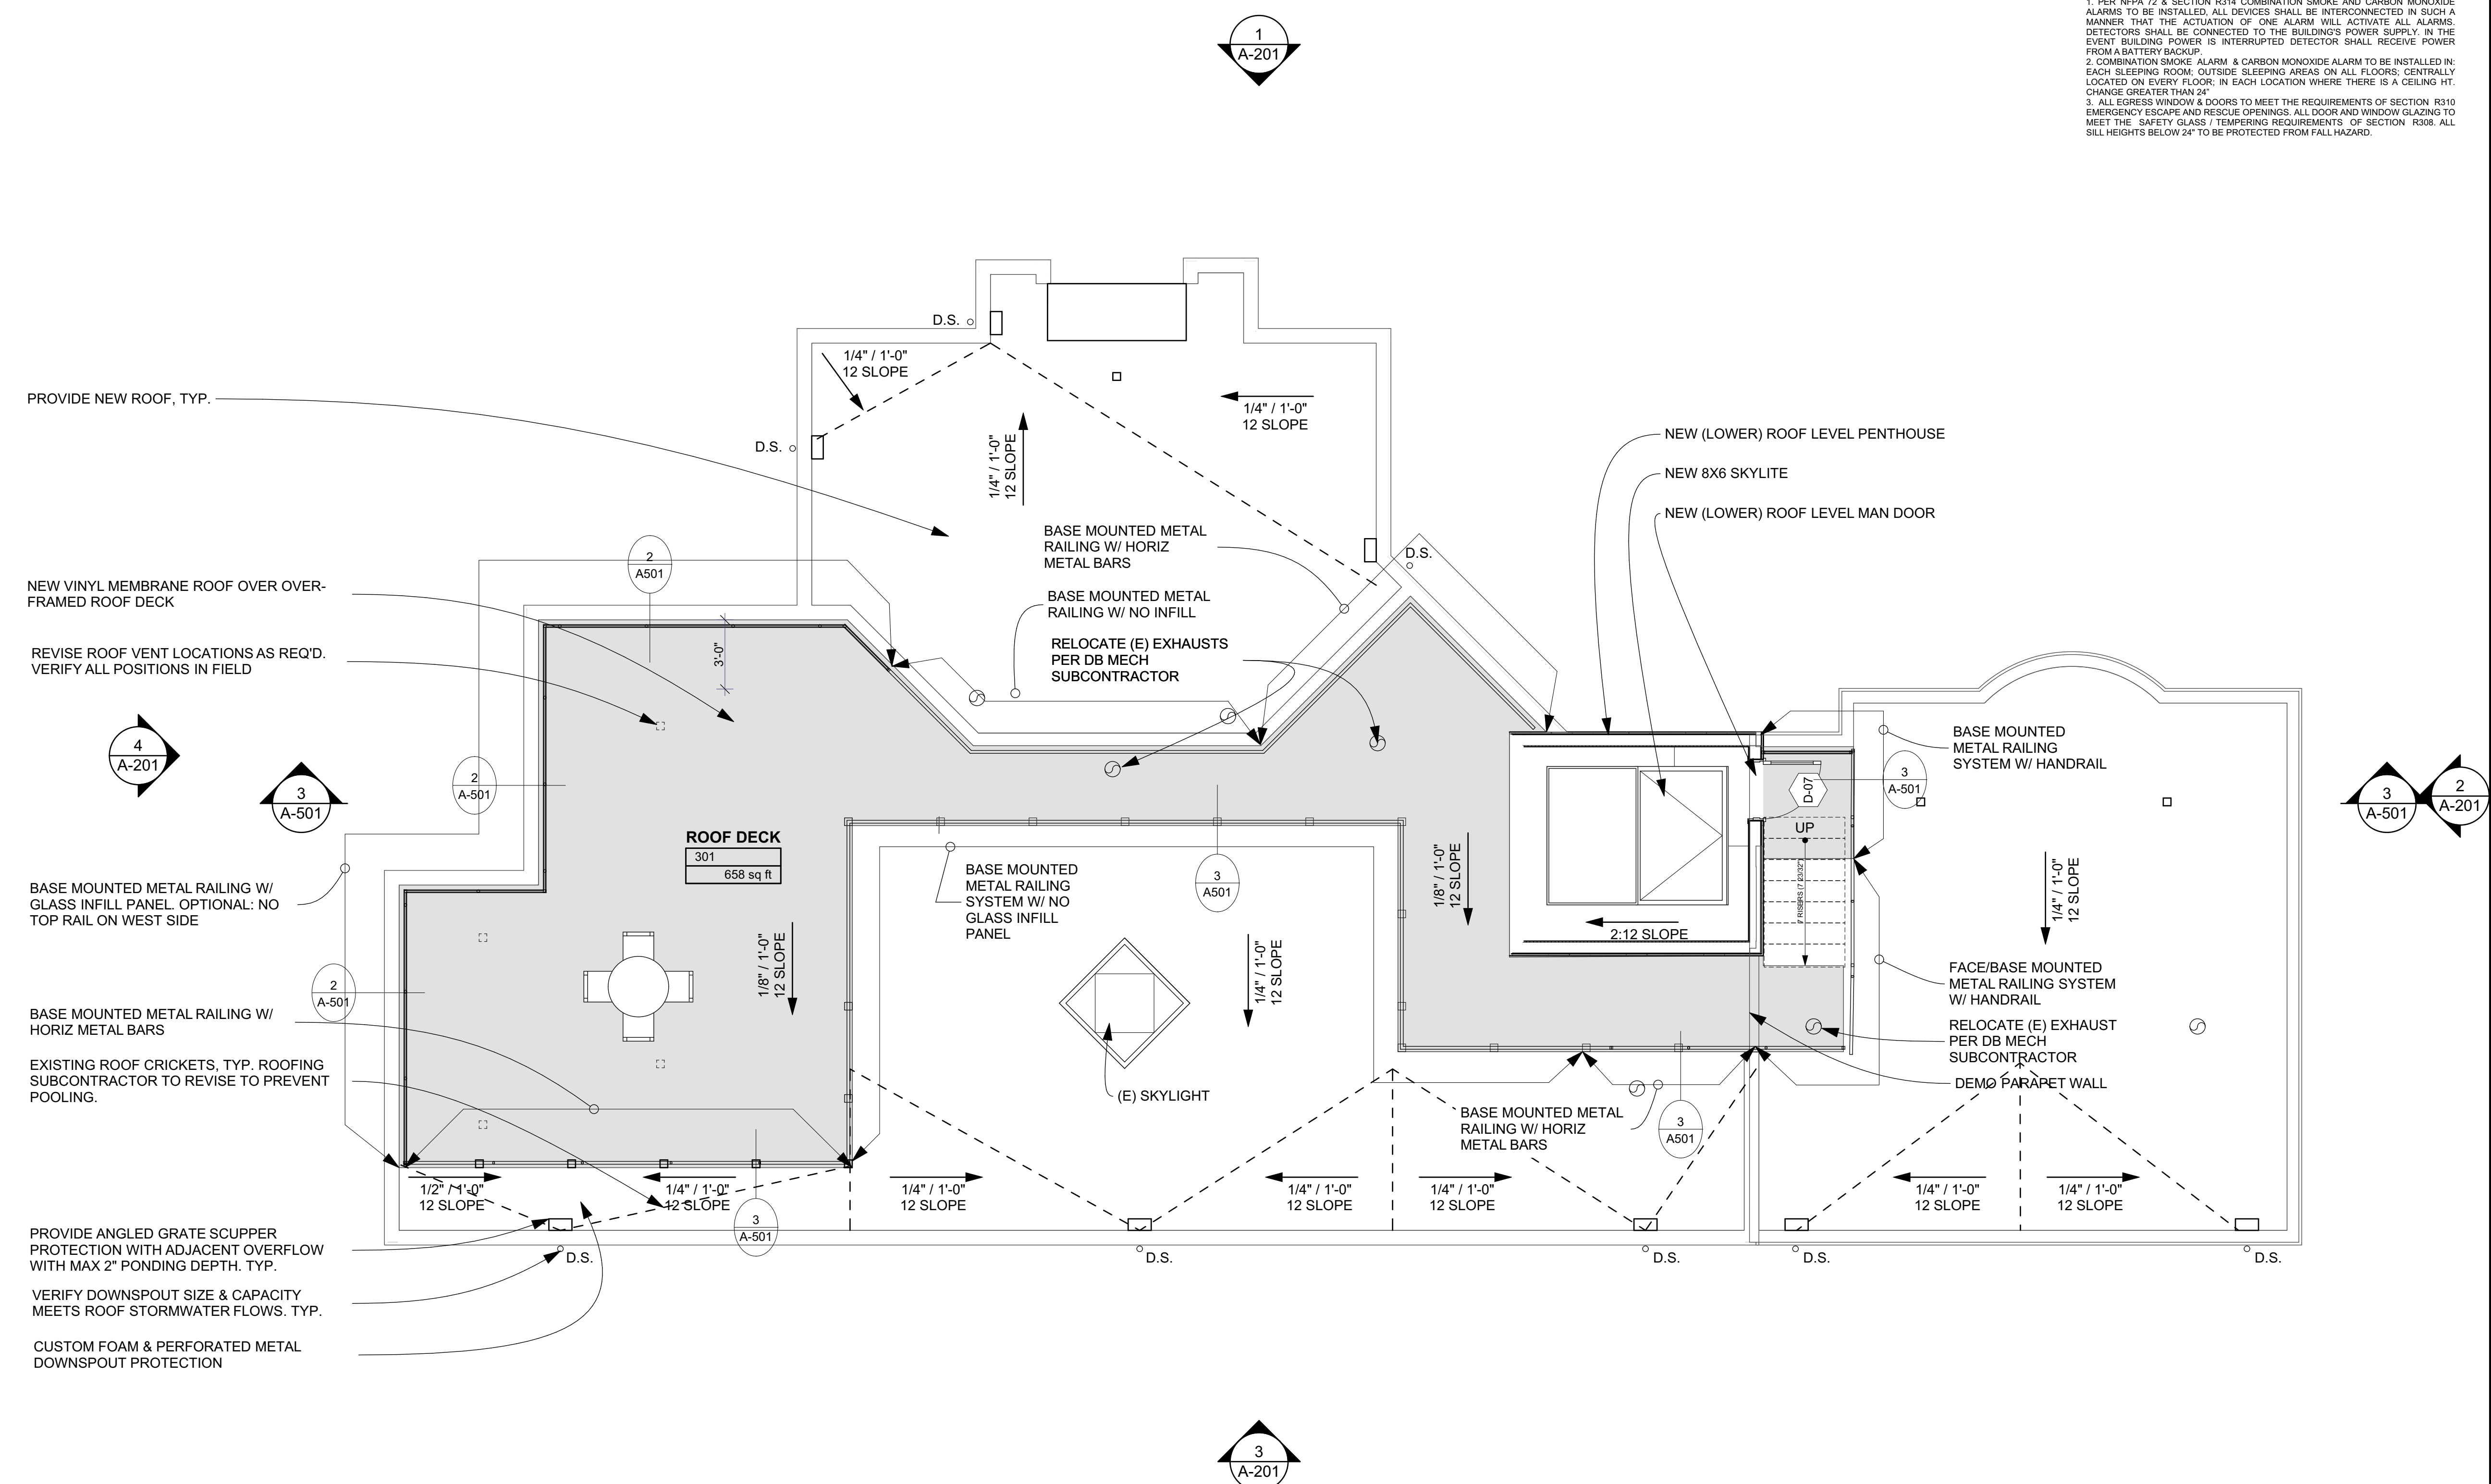 1. PER NFPA 72 & SECTION R314 COMBINATION SMOKE AND CARBON MONOXIDE
ALARMS TO BE INSTALLED, ALL DEVICES SHALL BE INTERCONNECTED IN SUCH A
MANNER THAT THE ACTUATION OF ONE ALARM WILL ACTIVATE ALL ALARMS.
DETECTORS SHALL BE CONNECTED TO THE BUILDING'S POWER SUPPLY. IN THE
EVENT BUILDING POWER IS INTERRUPTED DETECTOR SHALL RECEIVE POWER
FROM A BATTERY BACKUP.
2. COMBINATION SMOKE ALARM & CARBON MONOXIDE ALARM TO BE INSTALLED IN:
EACH SLEEPING ROOM; OUTSIDE SLEEPING AREAS ON ALL FLOORS; CENTRALLY
LOCATED ON EVERY FLOOR; IN EACH LOCATION WHERE THERE IS A CEILING HT.
CHANGE GREATER THAN 24"
3. ALL EGRESS WINDOW & DOORS TO MEET THE REQUIREMENTS OF SECTION R310
EMERGENCY ESCAPE AND RESCUE OPENINGS. ALL DOOR AND WINDOW GLAZING TO
MEET THE SAFETY GLASS / TEMPERING REQUIREMENTS OF SECTION R308. ALL
SILL HEIGHTS BELOW 24" TO BE PROTECTED FROM FALL HAZARD.
1
A-201
D.S.
1/4" / 1'-0"
12 SLOPE
PROVIDE NEW ROOF, TYP.
1/4" / 1'-0"
12 SLOPE
D.S.
1/4" / 1'-0"
12 SLOPE
NEW (LOWER) ROOF LEVEL PENTHOUSE
NEW 8X6 SKYLITE
NEW (LOWER) ROOF LEVEL MAN DOOR
BASE MOUNTED METAL
RAILING W/ HORIZ
METAL BARS
D.S.
2
A501
NEW VINYL MEMBRANE ROOF OVER OVER-
FRAMED ROOF DECK
BASE MOUNTED METAL
RAILING W/ NO INFILL
RELOCATE (E) EXHAUSTS
PER DB MECH
SUBCONTRACTOR
REVISE ROOF VENT LOCATIONS AS REQ'D.
VERIFY ALL POSITIONS IN FIELD
3'-0"
4
A-201
3
A-501
2
A-501
BASE MOUNTED
METAL RAILING
SYSTEM W/ HANDRAIL
3
A-501
D-07
3
A-501
2
A-201
UP
7 RISERS (7 23/32")
ROOF DECK
301
658 sq ft
BASE MOUNTED
METAL RAILING
SYSTEM W/ NO
GLASS INFILL
PANEL
3
A501
1/8" / 1'-0"
12 SLOPE
1/4" / 1'-0"
12 SLOPE
BASE MOUNTED METAL RAILING W/
GLASS INFILL PANEL. OPTIONAL: NO
TOP RAIL ON WEST SIDE
2:12 SLOPE
1/8" / 1'-0"
12 SLOPE
1/4" / 1'-0"
12 SLOPE
2
A-501
FACE/BASE MOUNTED
METAL RAILING SYSTEM
W/ HANDRAIL
BASE MOUNTED METAL RAILING W/
HORIZ METAL BARS
RELOCATE (E) EXHAUST
PER DB MECH
SUBCONTRACTOR
DEMO PARAPET WALL
EXISTING ROOF CRICKETS, TYP. ROOFING
SUBCONTRACTOR TO REVISE TO PREVENT
POOLING.
(E) SKYLIGHT
BASE MOUNTED METAL
RAILING W/ HORIZ
METAL BARS
3
A501
1/2" / 1'-0"
12 SLOPE
1/4" / 1'-0"
12 SLOPE
1/4" / 1'-0"
12 SLOPE
1/4" / 1'-0"
12 SLOPE
1/4" / 1'-0"
12 SLOPE
1/4" / 1'-0"
12 SLOPE
1/4" / 1'-0"
12 SLOPE
3
A-501
PROVIDE ANGLED GRATE SCUPPER
PROTECTION WITH ADJACENT OVERFLOW
WITH MAX 2" PONDING DEPTH. TYP.
D.S.
D.S.
D.S.
D.S.
D.S.
VERIFY DOWNSPOUT SIZE & CAPACITY
MEETS ROOF STORMWATER FLOWS. TYP.
CUSTOM FOAM & PERFORATED METAL
DOWNSPOUT PROTECTION
3
A-201